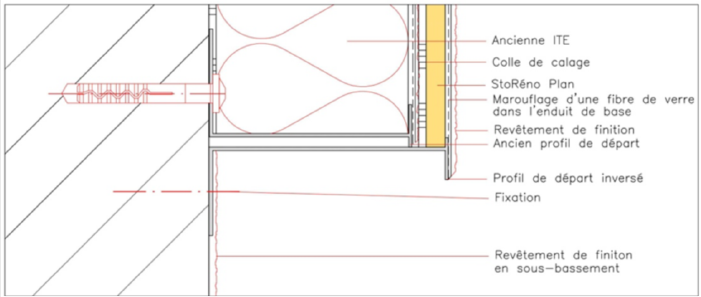 Ancienne ITE
Colle de calage
StoRéno Plan
Marouflage d'une fibre de verre
dans l'enduit de base
Revêtement de finition
Ancien profil de départ
Profil de départ inversé
Fixation
Revêtement de finiton
en sous-bassement